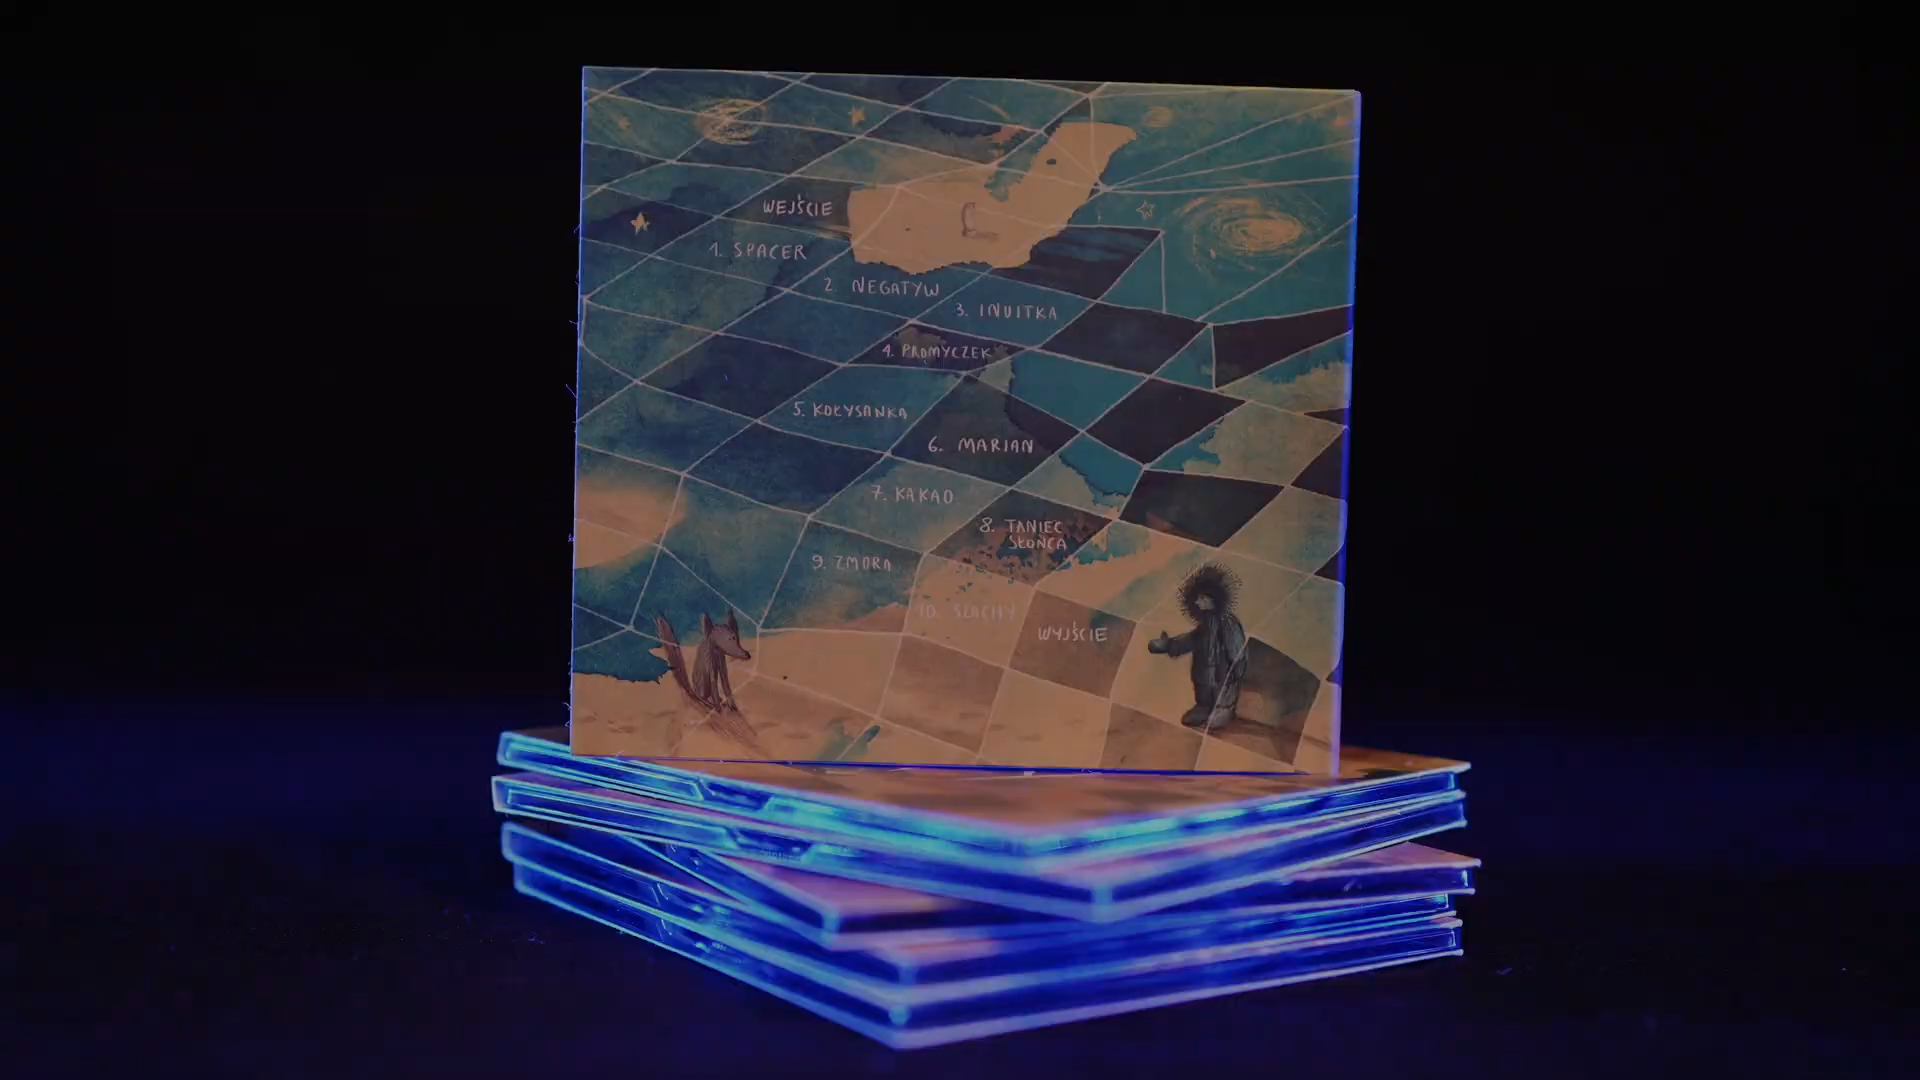 WEJŚCIE
1. SPACER
2. NEGATYW
3. INUITKA
4. PROMYCZEK
5. KOŁYSANKA
6. MARIAN
7. KAKAO
8. TANIEC
SŁOŃCA
9. ZMORA
10. SZACHY
WYJŚCIE